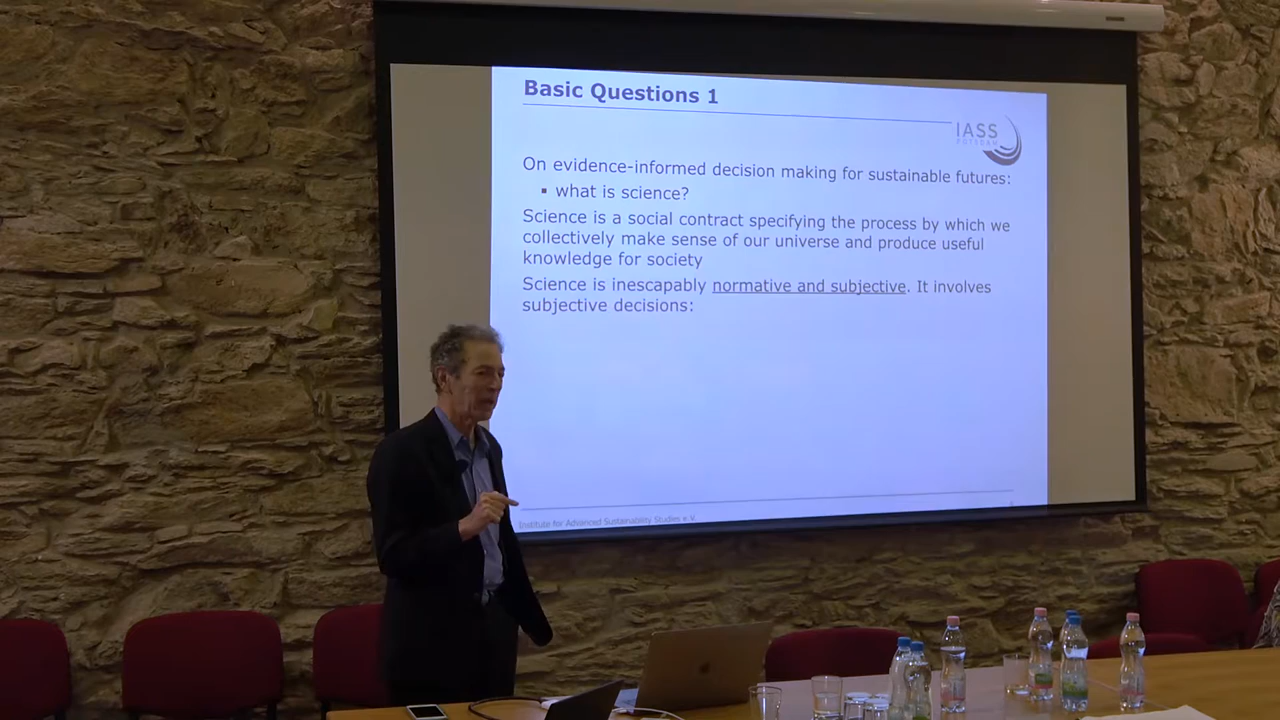 Basic Questions 1
IASS
POTSDAM
On evidence-informed decision making for sustainable futures:
▪ what is science?
Science is a social contract specifying the process by which we
collectively make sense of our universe and produce useful
knowledge for society
Science is inescapably normative and subjective. It involves
subjective decisions:
Institute for Advanced Sustainability Studies e.V.